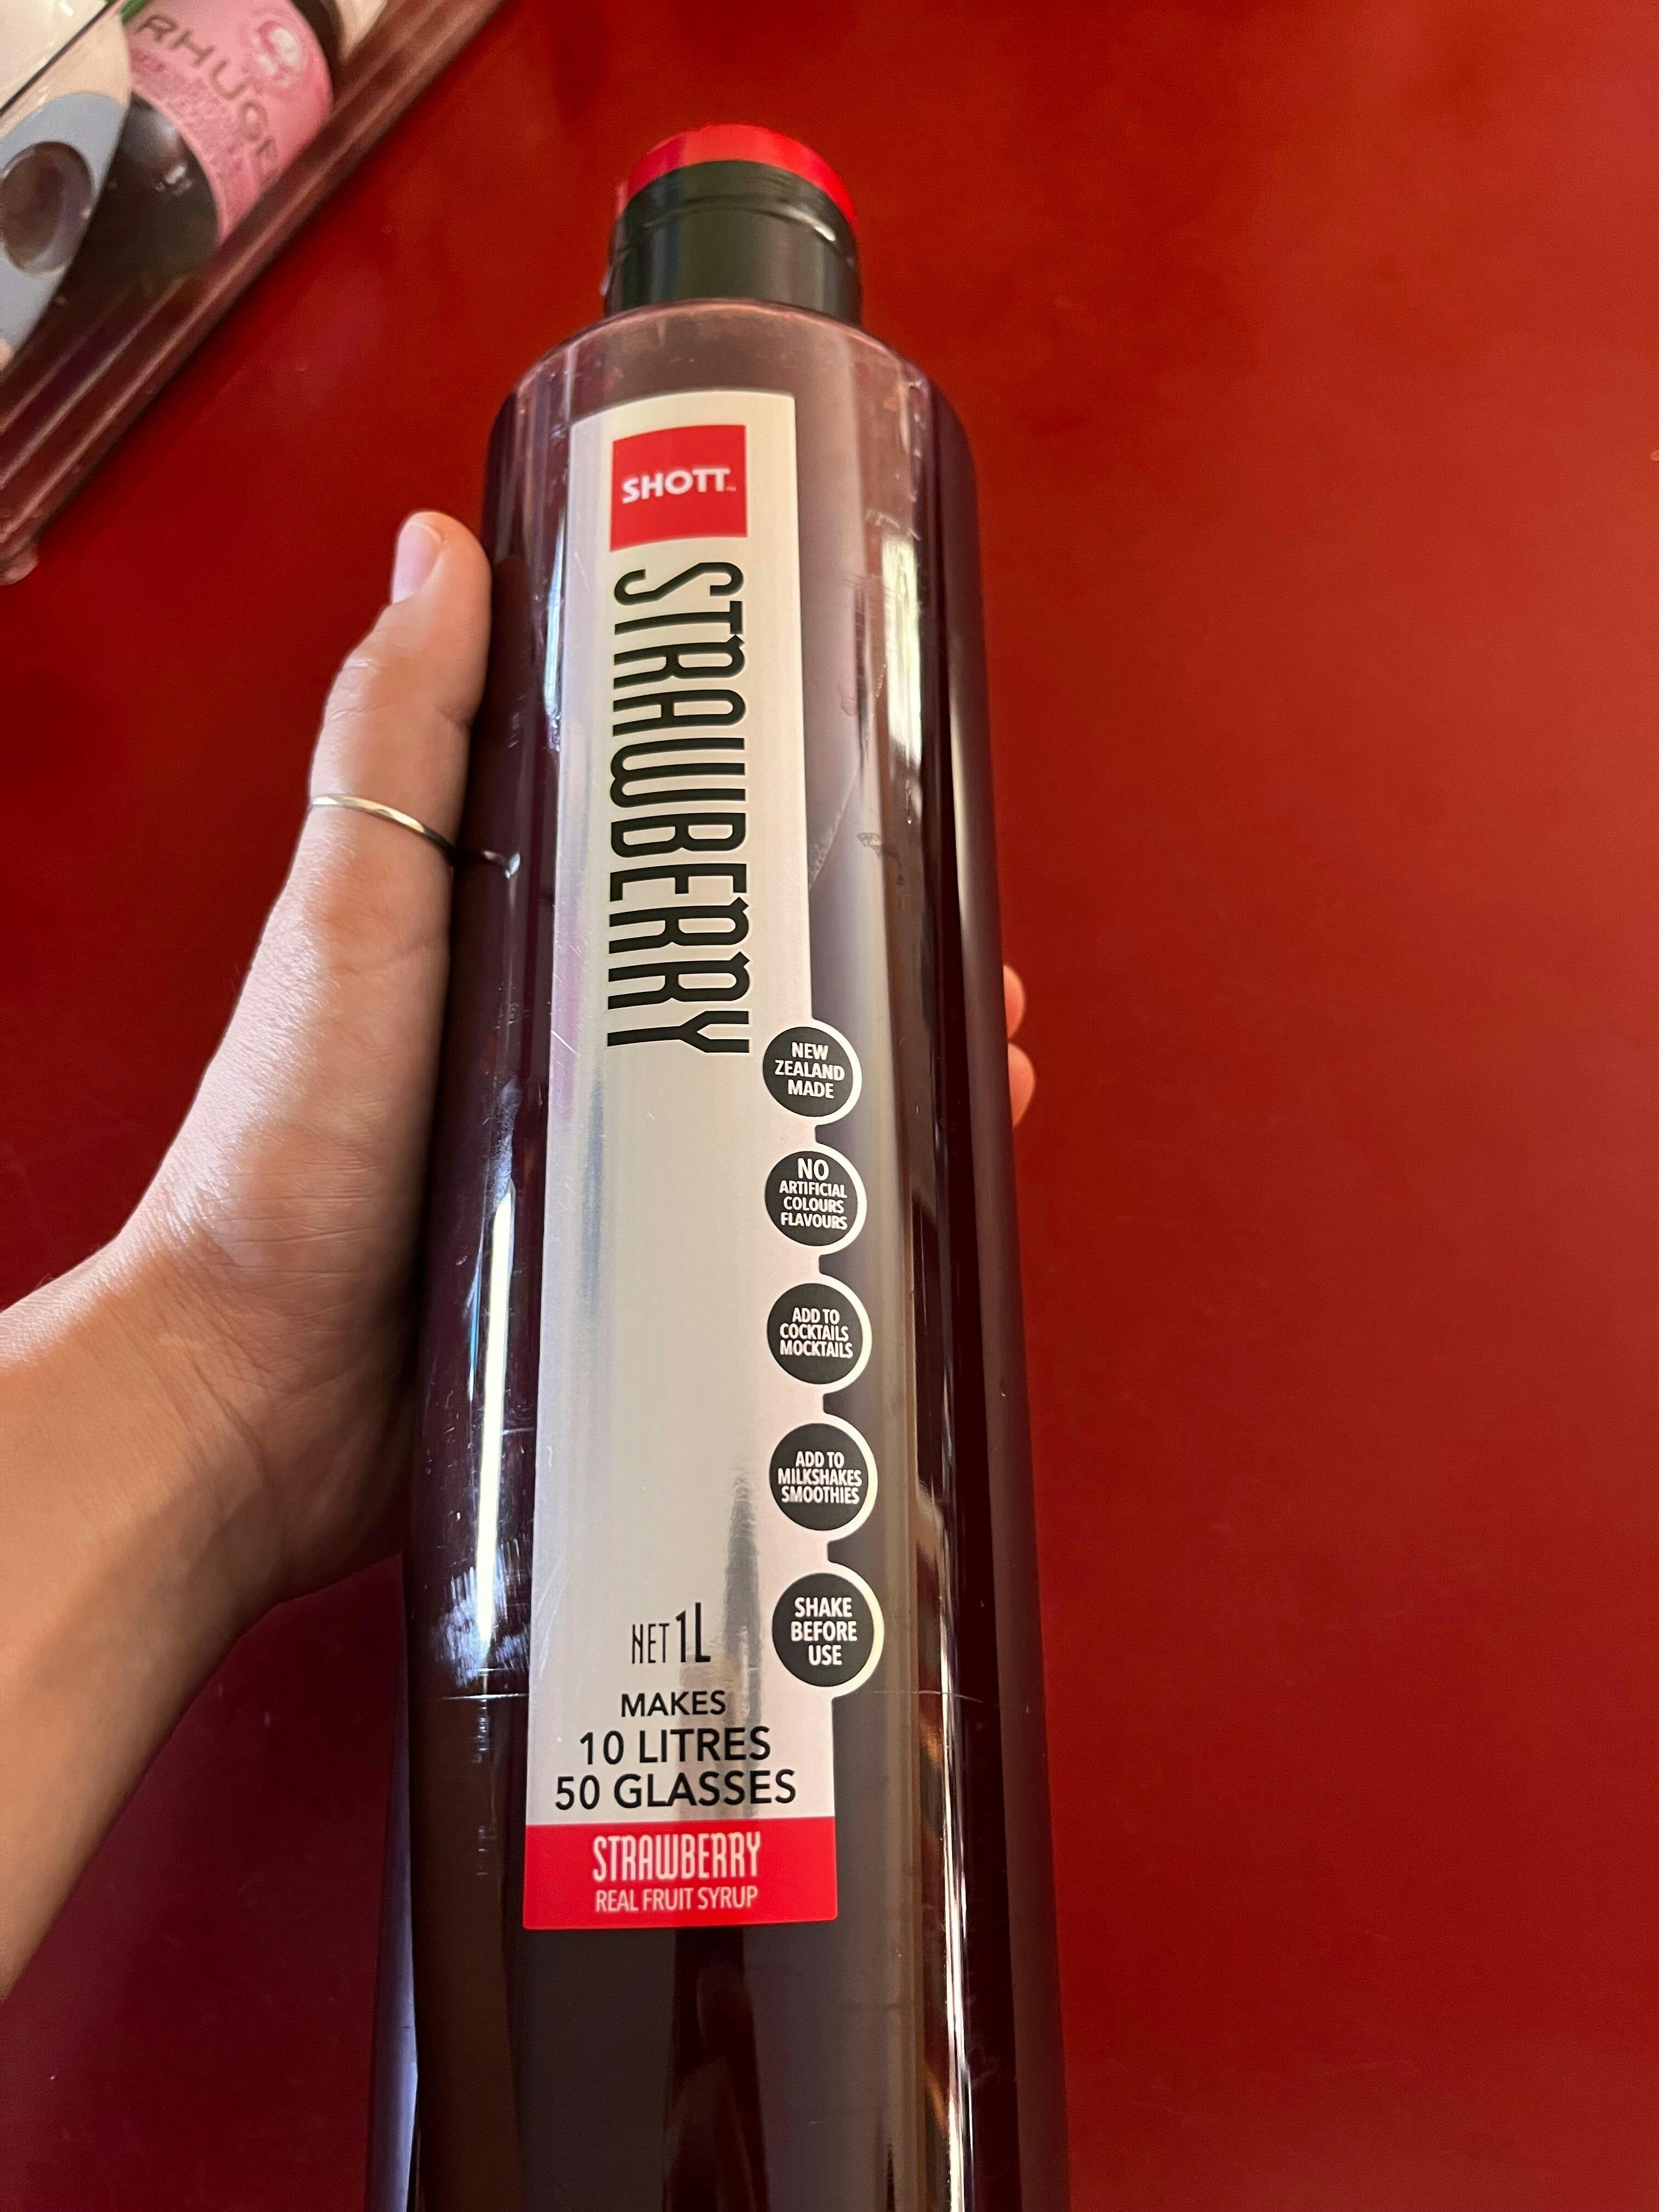 SHOTT
STRAWBERRY
NEW
ZEALAND
MADE
NO
ARTIFICIAL
COLOURS
FLAVOURS
ADD TO
COCKTAILS
MOCKTAILS
ADD TO
MILKSHAKES
SMOOTHIES
SHAKE
BEFORE
USE
NET 1L
MAKES
10 LITRES
50 GLASSES
STRAWBERRY
REAL FRUIT SYRUP